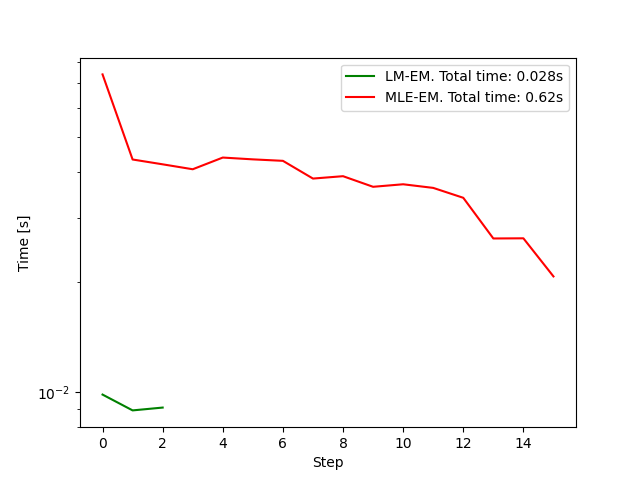 LM-EM. Total time: 0.028s
MLE-EM. Total time: 0.62s
Time [s]
10⁻²
0 2 4 6 8 10 12 14
Step